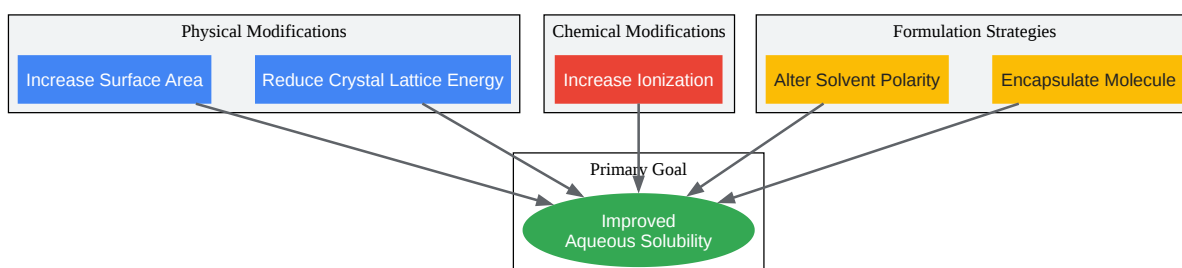 Physical Modifications
Chemical Modifications
Formulation Strategies
Increase Surface Area
Reduce Crystal Lattice Energy
Increase Ionization
Alter Solvent Polarity
Encapsulate Molecule
Primary Goal
Improved
Aqueous Solubility